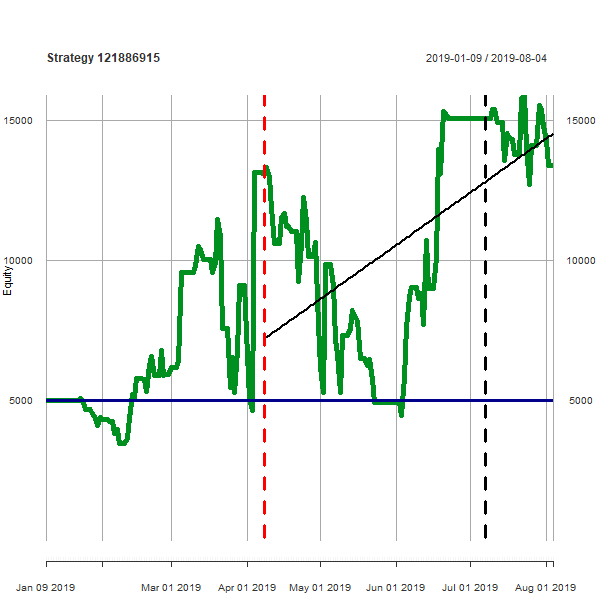 Strategy 121886915
2019-01-09 / 2019-08-04
15000
15000
10000
10000
Equity
5000
5000
Jan 09 2019
Mar 01 2019
Apr 01 2019
May 01 2019
Jun 01 2019
Jul 01 2019
Aug 01 2019